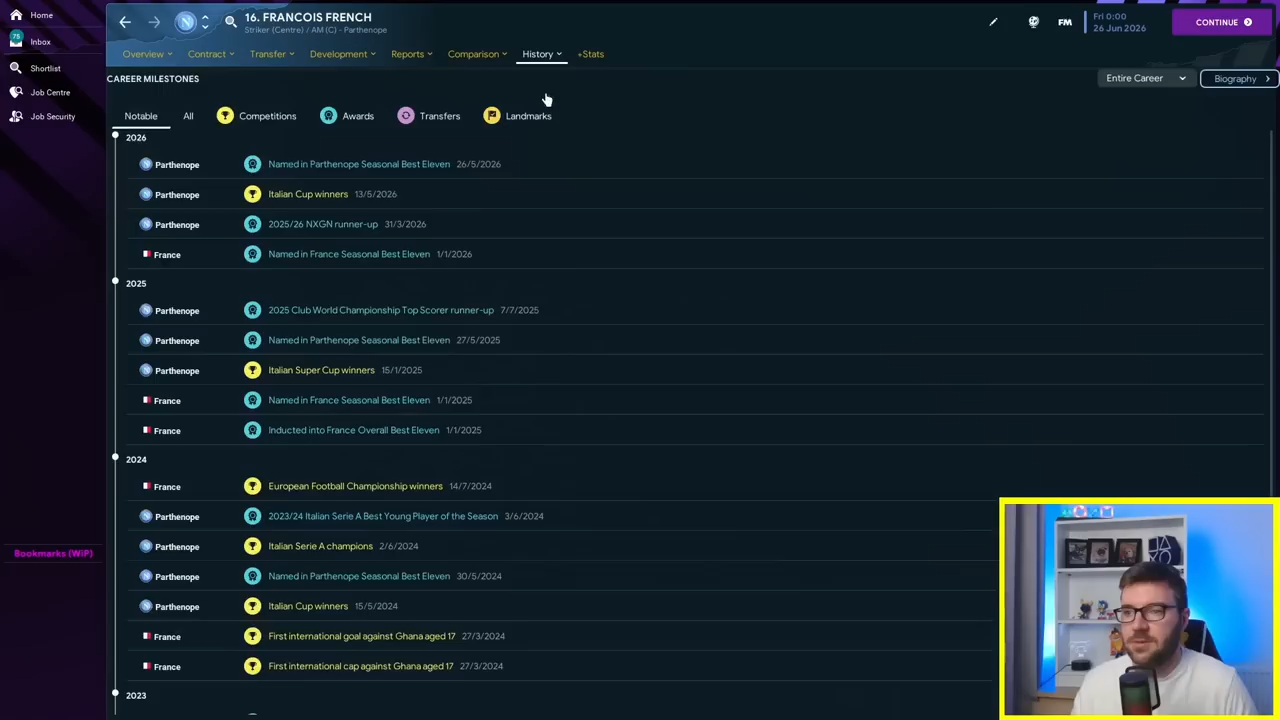 Home
75
Inbox
Shortlist
Job Centre
Job Security
Bookmarks (WiP)
16. FRANCOIS FRENCH
Striker (Centre) / AM (C) - Parthenope
FM
Fri 0:00
26 Jun 2026
CONTINUE
Overview
Contract
Transfer
Development
Reports
Comparison
History
+Stats
CAREER MILESTONES
Entire Career
Biography
Notable
All
Competitions
Awards
Transfers
Landmarks
2026
Parthenope Named in Parthenope Seasonal Best Eleven 26/5/2026
Parthenope Italian Cup winners 13/5/2026
Parthenope 2025/26 NXGN runner-up 31/3/2026
France Named in France Seasonal Best Eleven 1/1/2026
2025
Parthenope 2025 Club World Championship Top Scorer runner-up 7/7/2025
Parthenope Named in Parthenope Seasonal Best Eleven 27/5/2025
Parthenope Italian Super Cup winners 15/1/2025
France Named in France Seasonal Best Eleven 1/1/2025
France Inducted into France Overall Best Eleven 1/1/2025
2024
France European Football Championship winners 14/7/2024
Parthenope 2023/24 Italian Serie A Best Young Player of the Season 3/6/2024
Parthenope Italian Serie A champions 2/6/2024
Parthenope Named in Parthenope Seasonal Best Eleven 30/5/2024
Parthenope Italian Cup winners 15/5/2024
France First international goal against Ghana aged 17 27/3/2024
France First international cap against Ghana aged 17 27/3/2024
2023